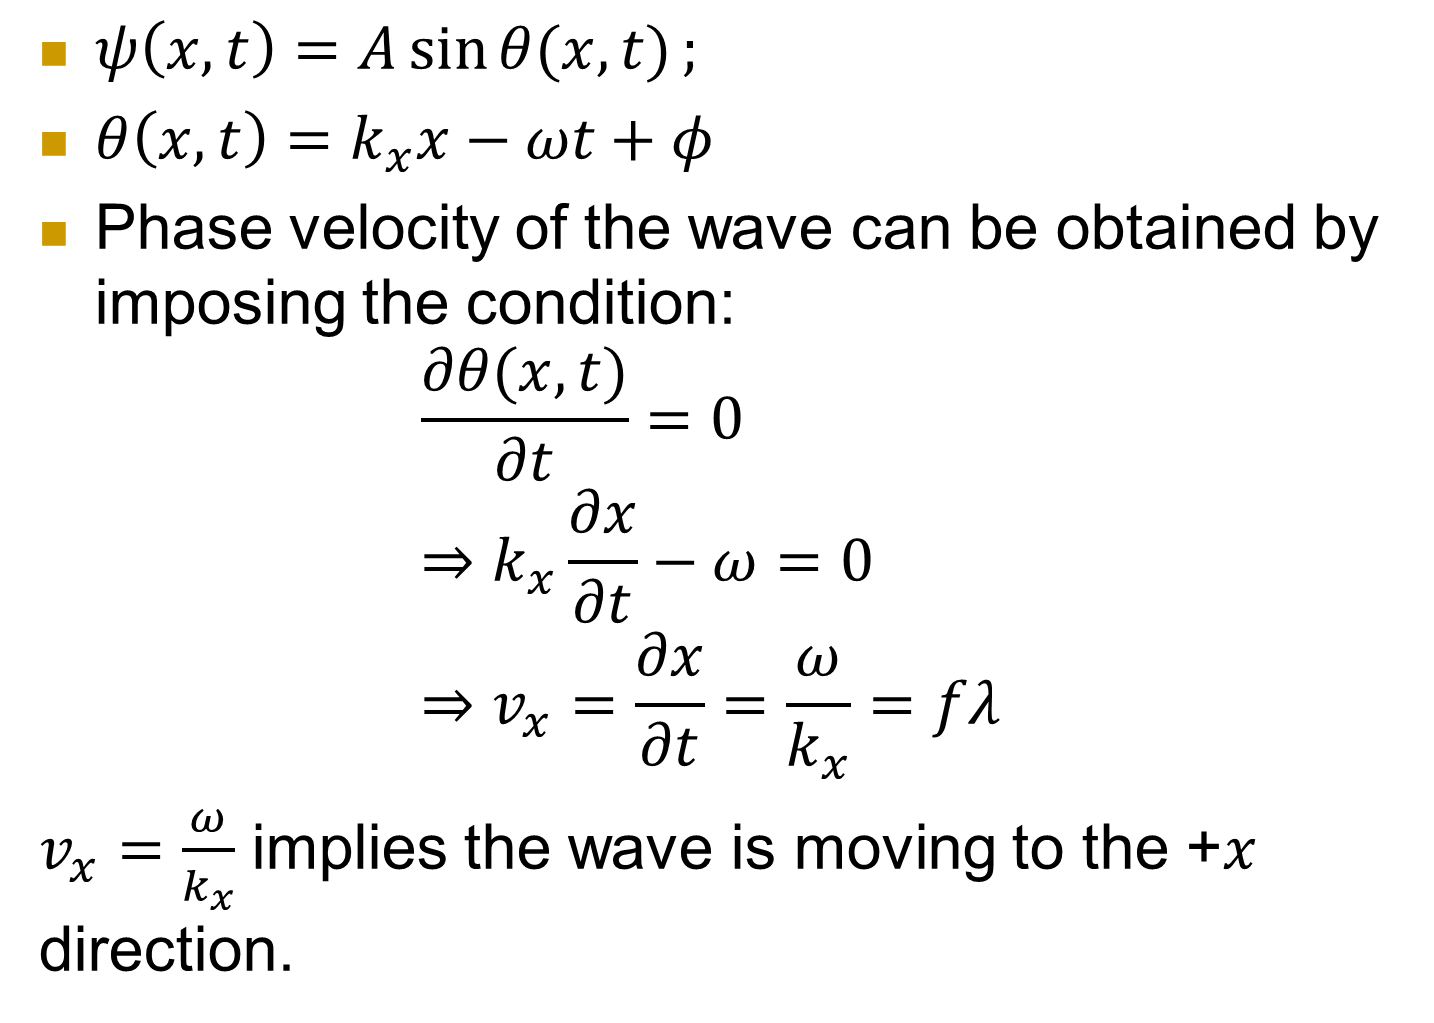 ▪ ψ(x, t) = A sin θ(x, t) ;
▪ θ(x, t) = kₓx − ωt + ϕ
▪ Phase velocity of the wave can be obtained by
imposing the condition:
∂θ(x, t)/∂t = 0
⇒ kₓ ∂x/∂t − ω = 0
⇒ vₓ = ∂x/∂t = ω/kₓ = fλ
vₓ = ω/kₓ implies the wave is moving to the +x
direction.